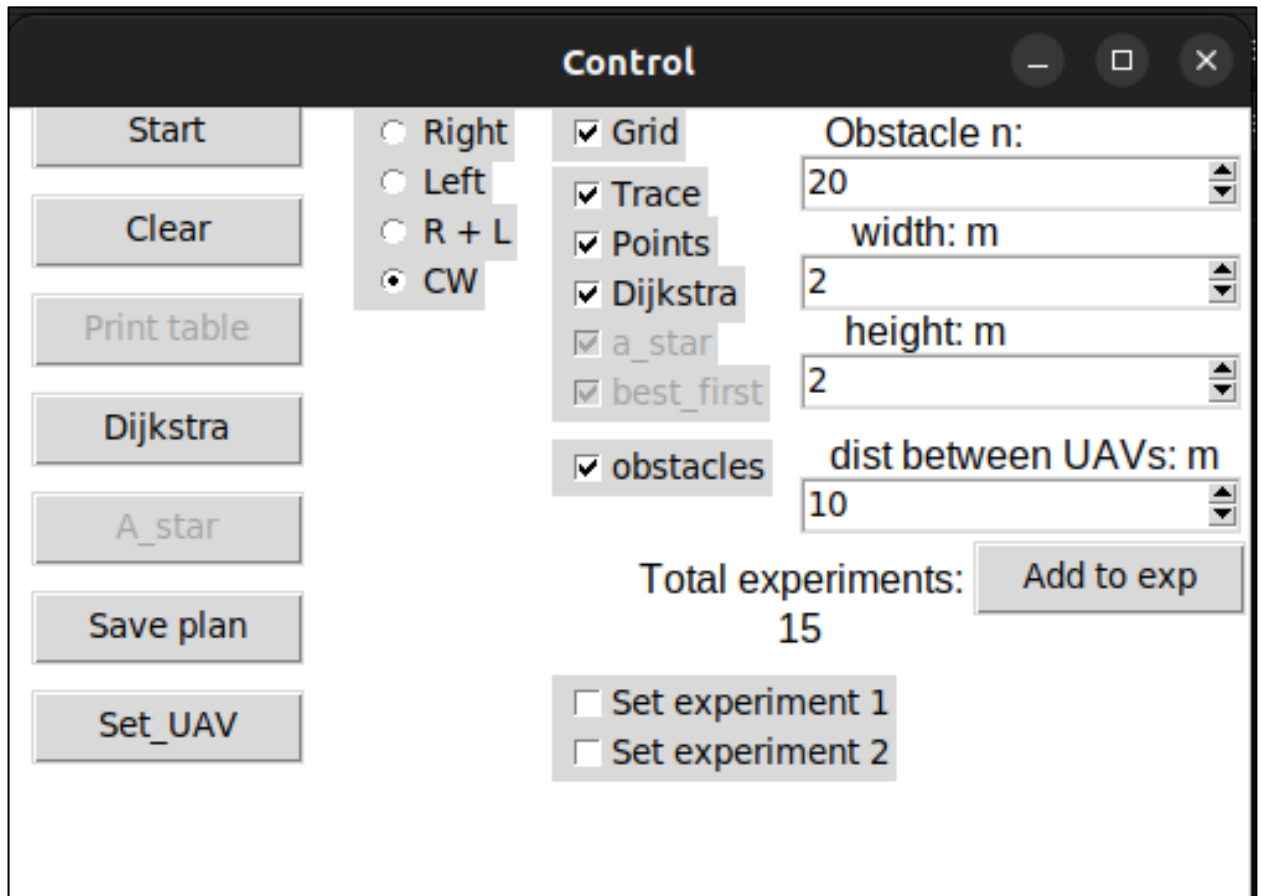 Control
Start
Clear
Print table
Dijkstra
A_star
Save plan
Set_UAV
Right
Left
R + L
CW
Grid
Trace
Points
Dijkstra
a_star
best_first
obstacles
Obstacle n:
20
width: m
2
height: m
2
dist between UAVs: m
10
Total experiments:
15
Add to exp
Set experiment 1
Set experiment 2